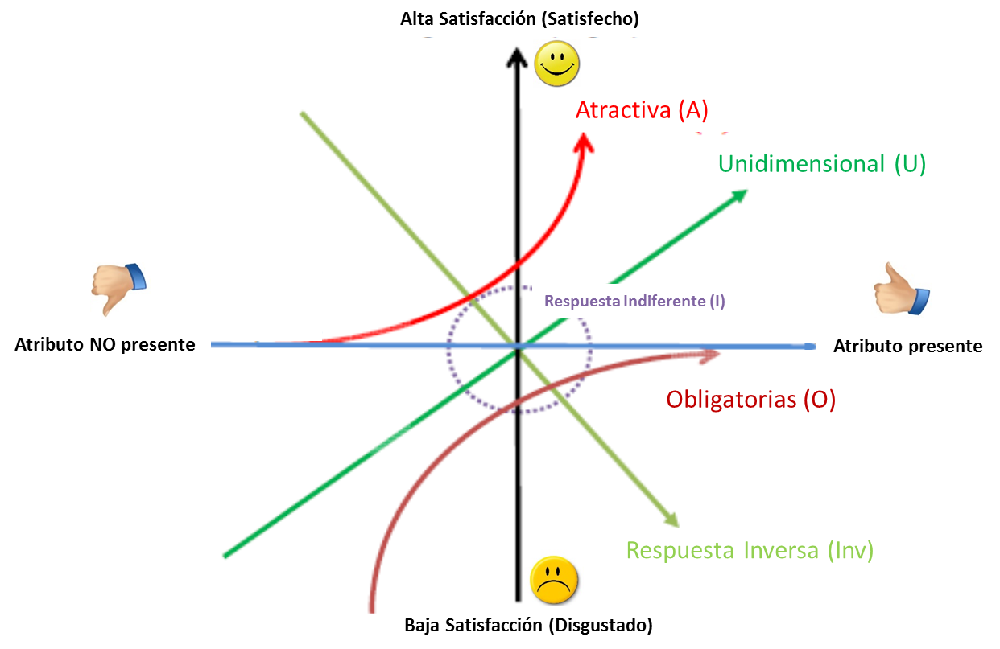 Alta Satisfacción (Satisfecho)
Atractiva (A)
Unidimensional (U)
Respuesta Indiferente (I)
Atributo NO presente
Atributo presente
Obligatorias (O)
Respuesta Inversa (Inv)
Baja Satisfacción (Disgustado)